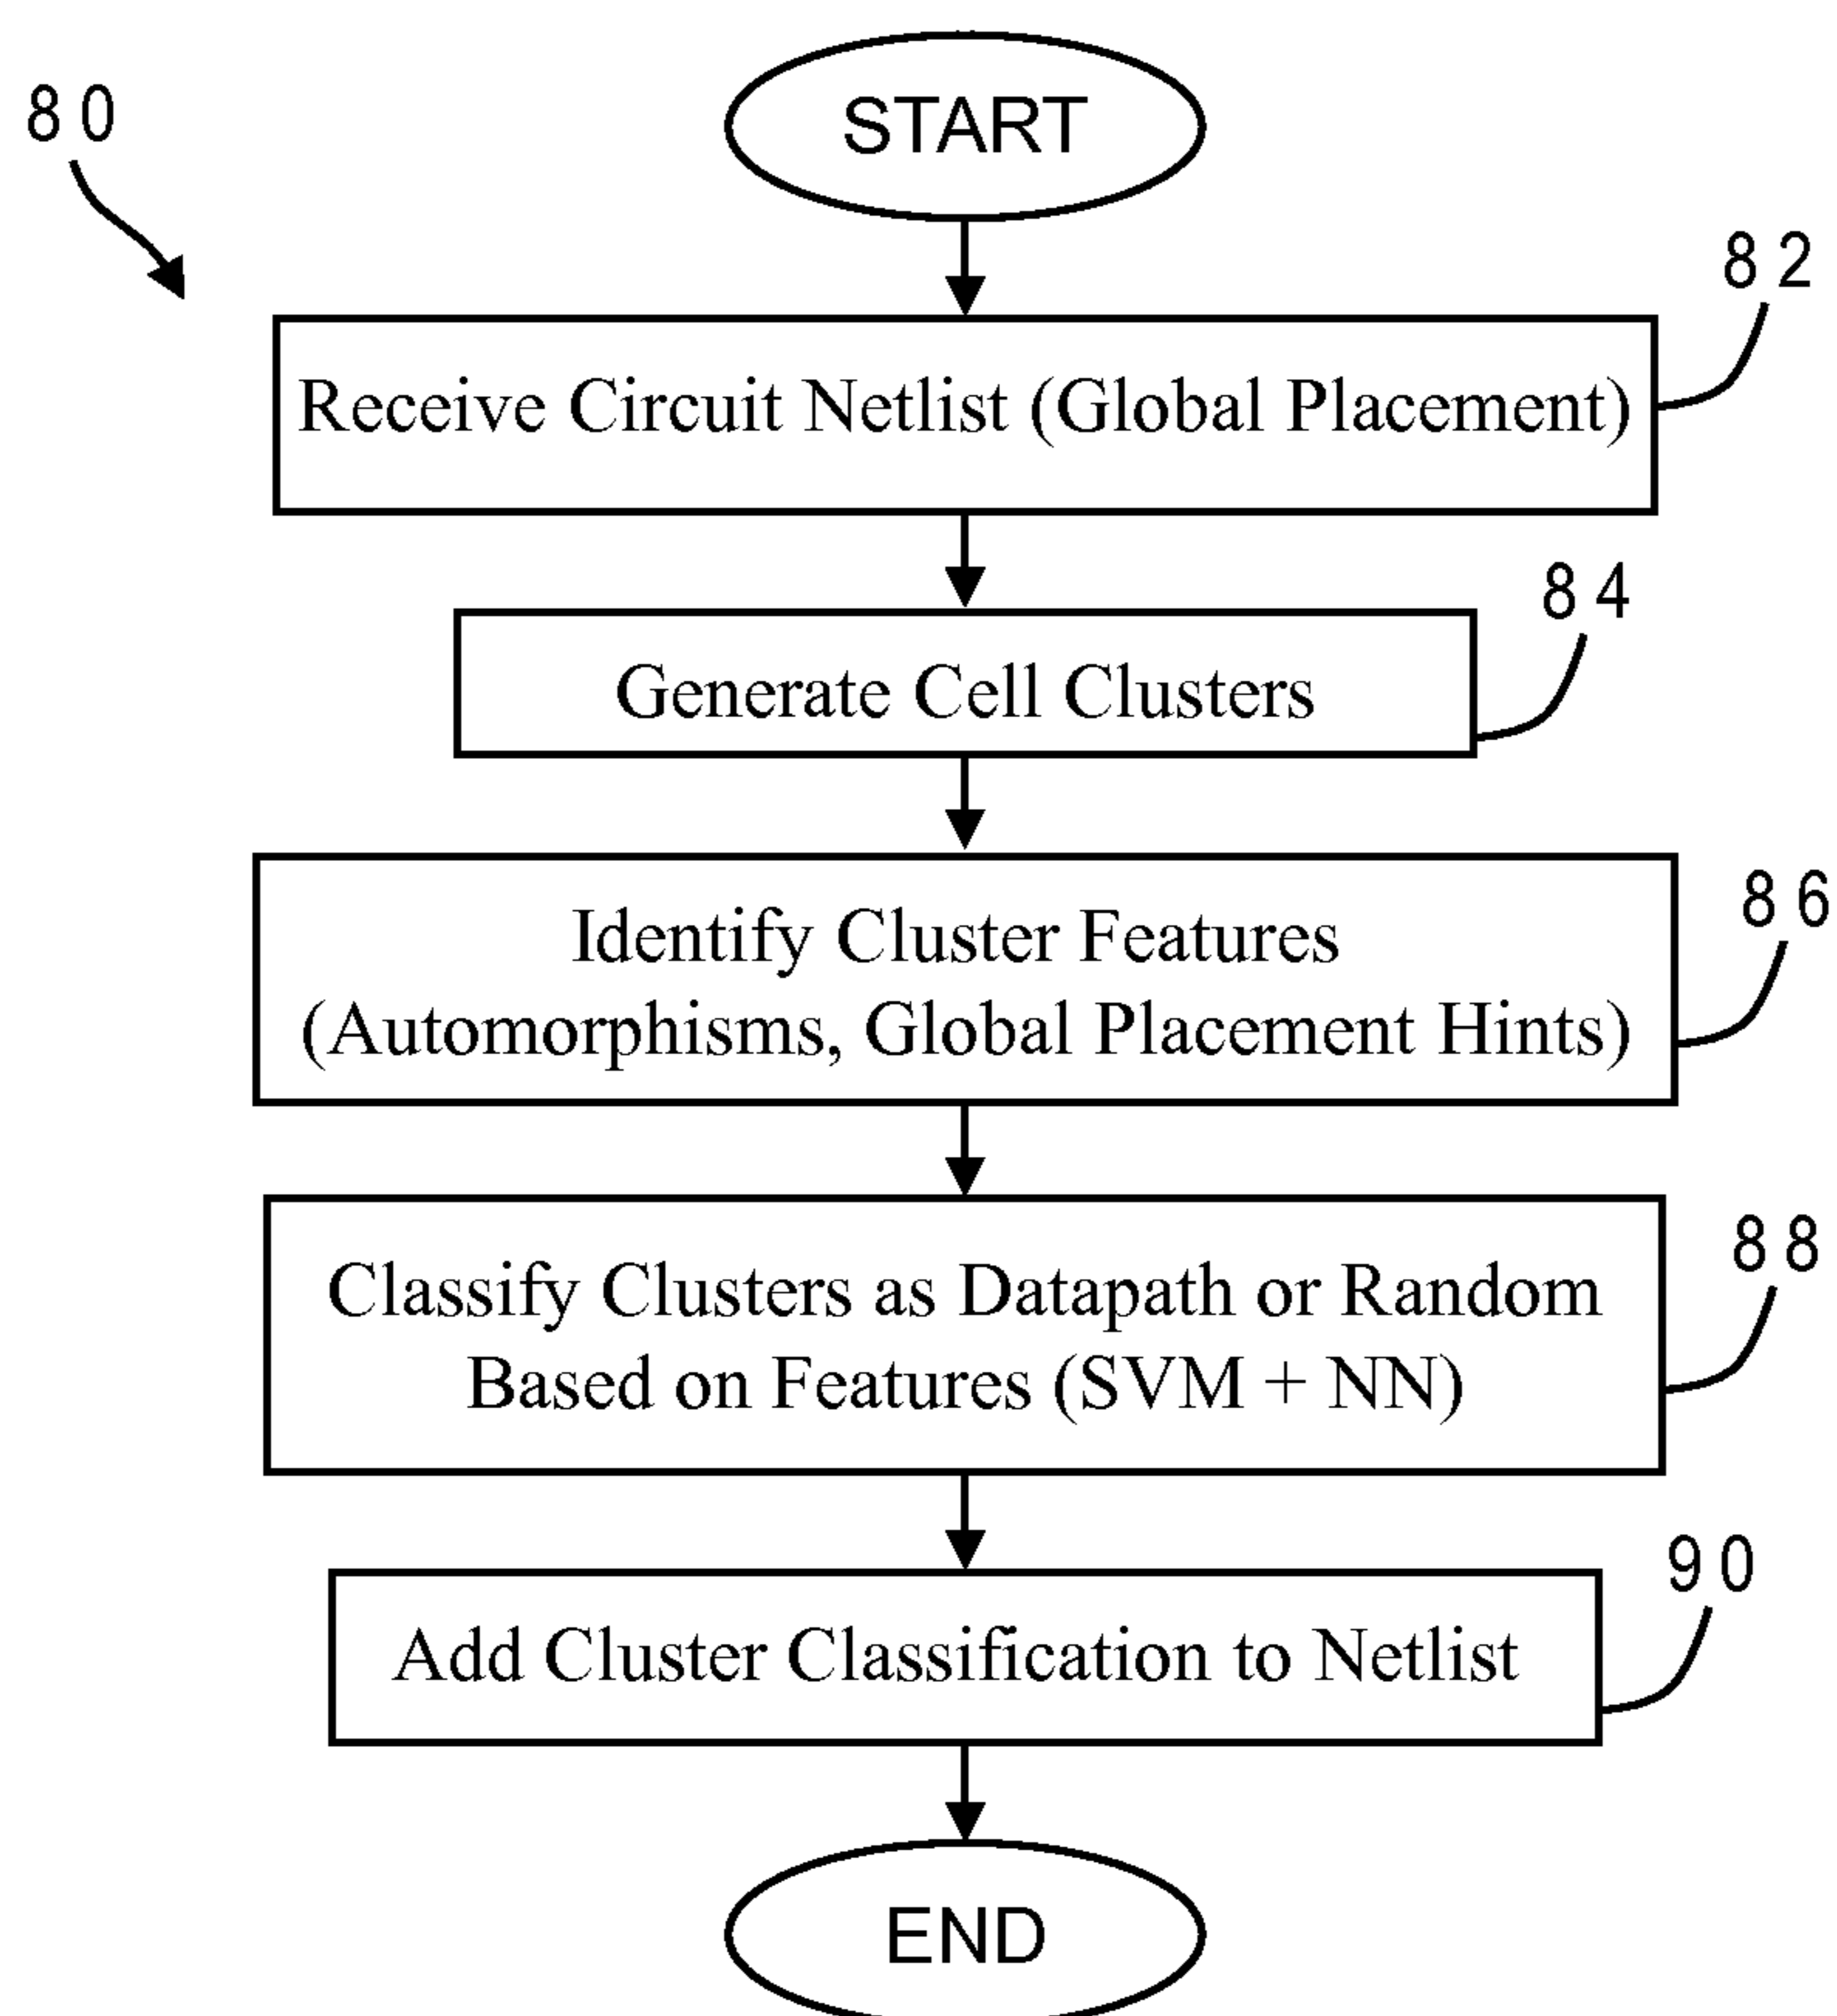 START
80
82
Receive Circuit Netlist (Global Placement)
84
Generate Cell Clusters
86
Identify Cluster Features
(Automorphisms, Global Placement Hints)
88
Classify Clusters as Datapath or Random
Based on Features (SVM + NN)
90
Add Cluster Classification to Netlist
END